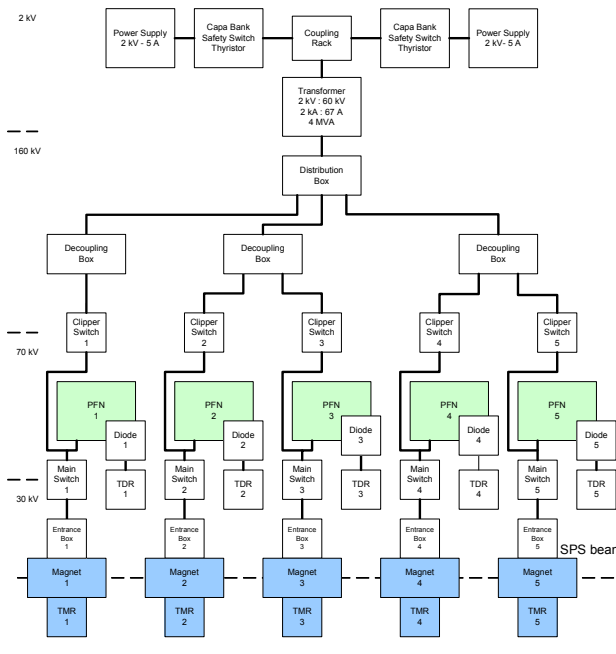 2 kV
Power Supply
2 kV - 5 A
Capa Bank
Safety Switch
Thyristor
Coupling
Rack
Capa Bank
Safety Switch
Thyristor
Power Supply
2 kV- 5 A
Transformer
2 kV : 60 kV
2 kA : 67 A
4 MVA
160 kV
Distribution
Box
Decoupling
Box
Decoupling
Box
Decoupling
Box
Clipper
Switch
1
Clipper
Switch
2
Clipper
Switch
3
Clipper
Switch
4
Clipper
Switch
5
70 kV
PFN
1
PFN
2
PFN
3
PFN
4
PFN
5
Diode
1
Diode
2
Diode
3
Diode
4
Diode
5
Main
Switch
1
TDR
1
Main
Switch
2
TDR
2
Main
Switch
3
TDR
3
Main
Switch
4
TDR
4
Main
Switch
5
TDR
5
30 kV
Entrance
Box
1
Entrance
Box
2
Entrance
Box
3
Entrance
Box
4
Entrance
Box
5
SPS bear
Magnet
1
Magnet
2
Magnet
3
Magnet
4
Magnet
5
TMR
1
TMR
2
TMR
3
TMR
4
TMR
5